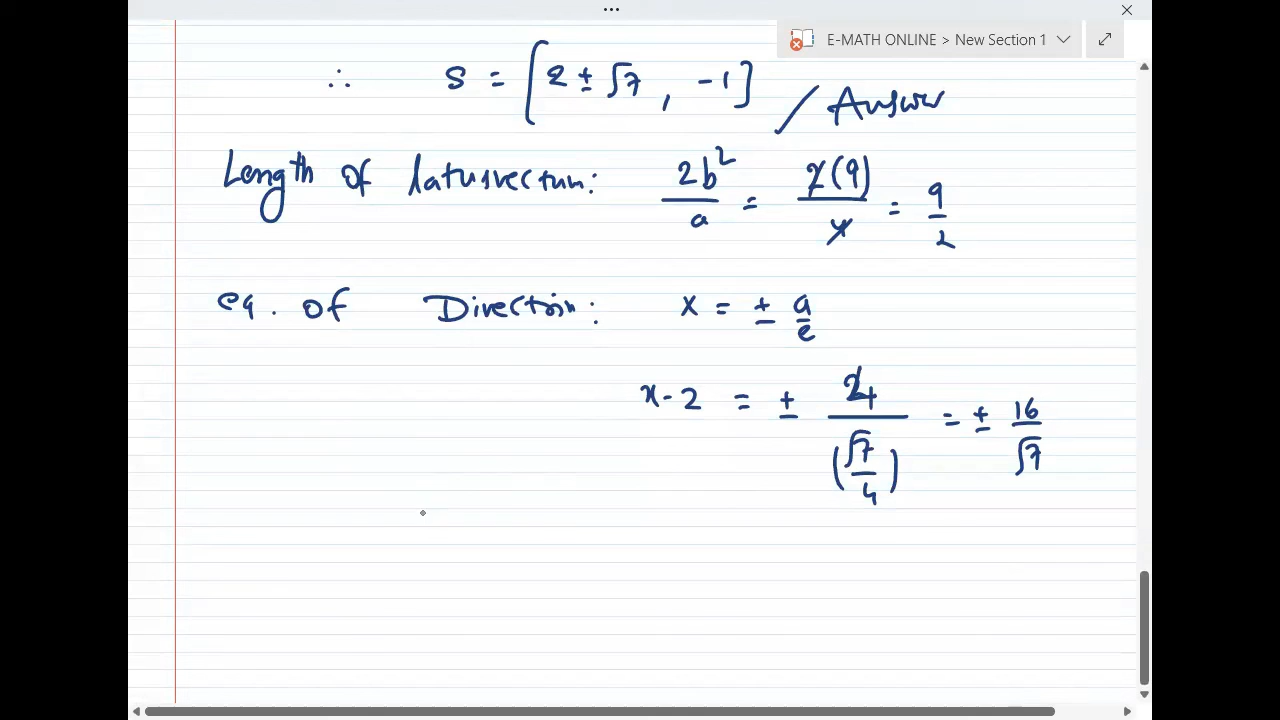 E-MATH ONLINE > New Section 1
∴ S = [2 ± √7, -1] / Answer
Length of latusrectum: 2b²/a = 2(9)/4 = 9/2
eq. of Direction: x = ± a/e
x - 2 = ± 4/(√7/4) = ± 16/√7